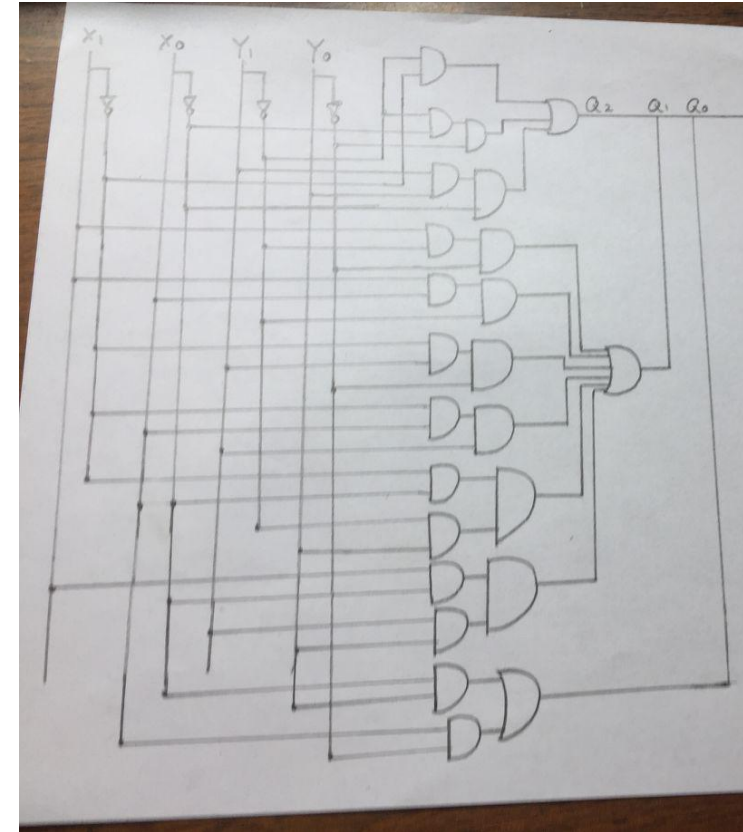 X₁ X₀ Y₁ Y₀
Q₂ Q₁ Q₀